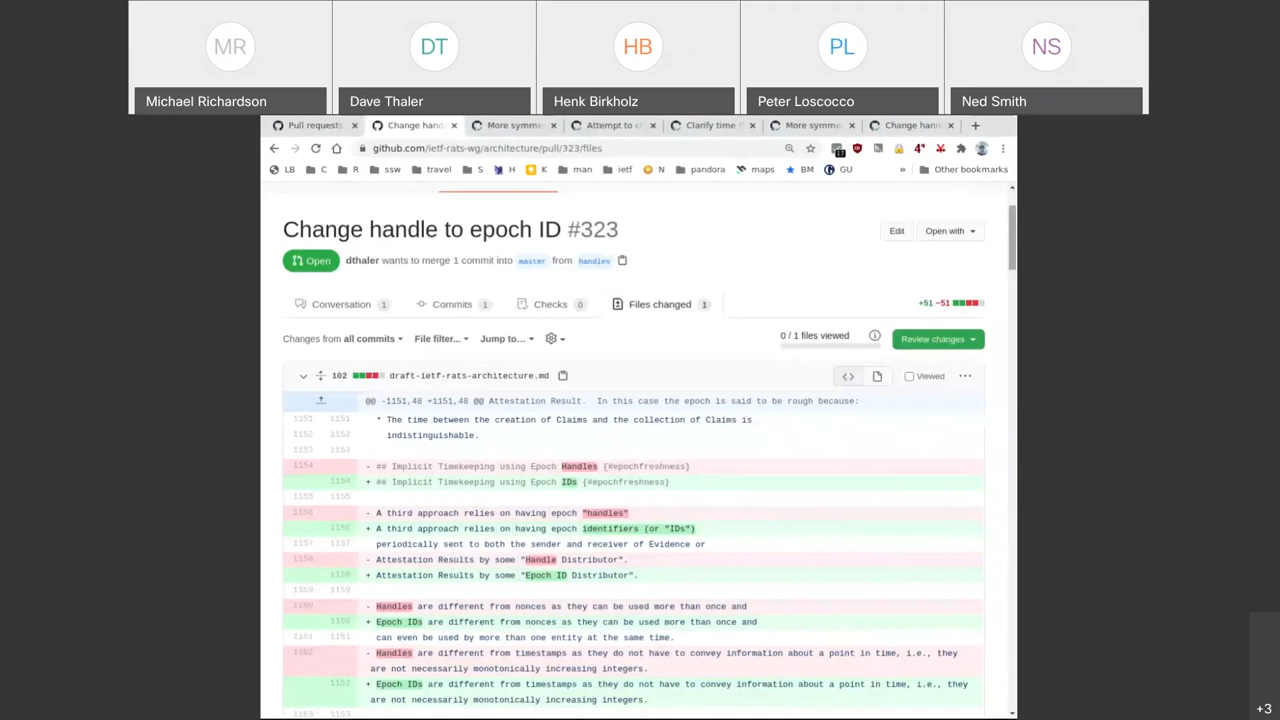 MR
DT
HB
PL
NS
Michael Richardson
Dave Thaler
Henk Birkholz
Peter Loscocco
Ned Smith
Pull requests
Change hand
More symme
Attempt to cl
Clarify time f
More symme
Change hand
github.com/ietf-rats-wg/architecture/pull/323/files
LB C R ssw travel S H K man ietf N pandora maps BM GU » Other bookmarks
Change handle to epoch ID #323
Edit
Open with
Open
dthaler wants to merge 1 commit into master from handles
Conversation 1
Commits 1
Checks 0
Files changed 1
+51 −51
Changes from all commits
File filter...
Jump to...
0 / 1 files viewed
Review changes
102 draft-ietf-rats-architecture.md
Viewed
@@ -1151,48 +1151,48 @@ Attestation Result. In this case the epoch is said to be rough because:
1151 1151 * The time between the creation of Claims and the collection of Claims is
1152 1152 indistinguishable.
1153 1153
1154 - ## Implicit Timekeeping using Epoch Handles {#epochfreshness}
1154 + ## Implicit Timekeeping using Epoch IDs {#epochfreshness}
1155 1155
1156 - A third approach relies on having epoch "handles"
1156 + A third approach relies on having epoch identifiers (or "IDs")
1157 1157 periodically sent to both the sender and receiver of Evidence or
1158 - Attestation Results by some "Handle Distributor".
1158 + Attestation Results by some "Epoch ID Distributor".
1159 1159
1160 - Handles are different from nonces as they can be used more than once and
1160 + Epoch IDs are different from nonces as they can be used more than once and
1161 1161 can even be used by more than one entity at the same time.
1162 - Handles are different from timestamps as they do not have to convey information about a point in time, i.e., they
are not necessarily monotonically increasing integers.
1162 + Epoch IDs are different from timestamps as they do not have to convey information about a point in time, i.e., they
are not necessarily monotonically increasing integers.
1163 1163
+3